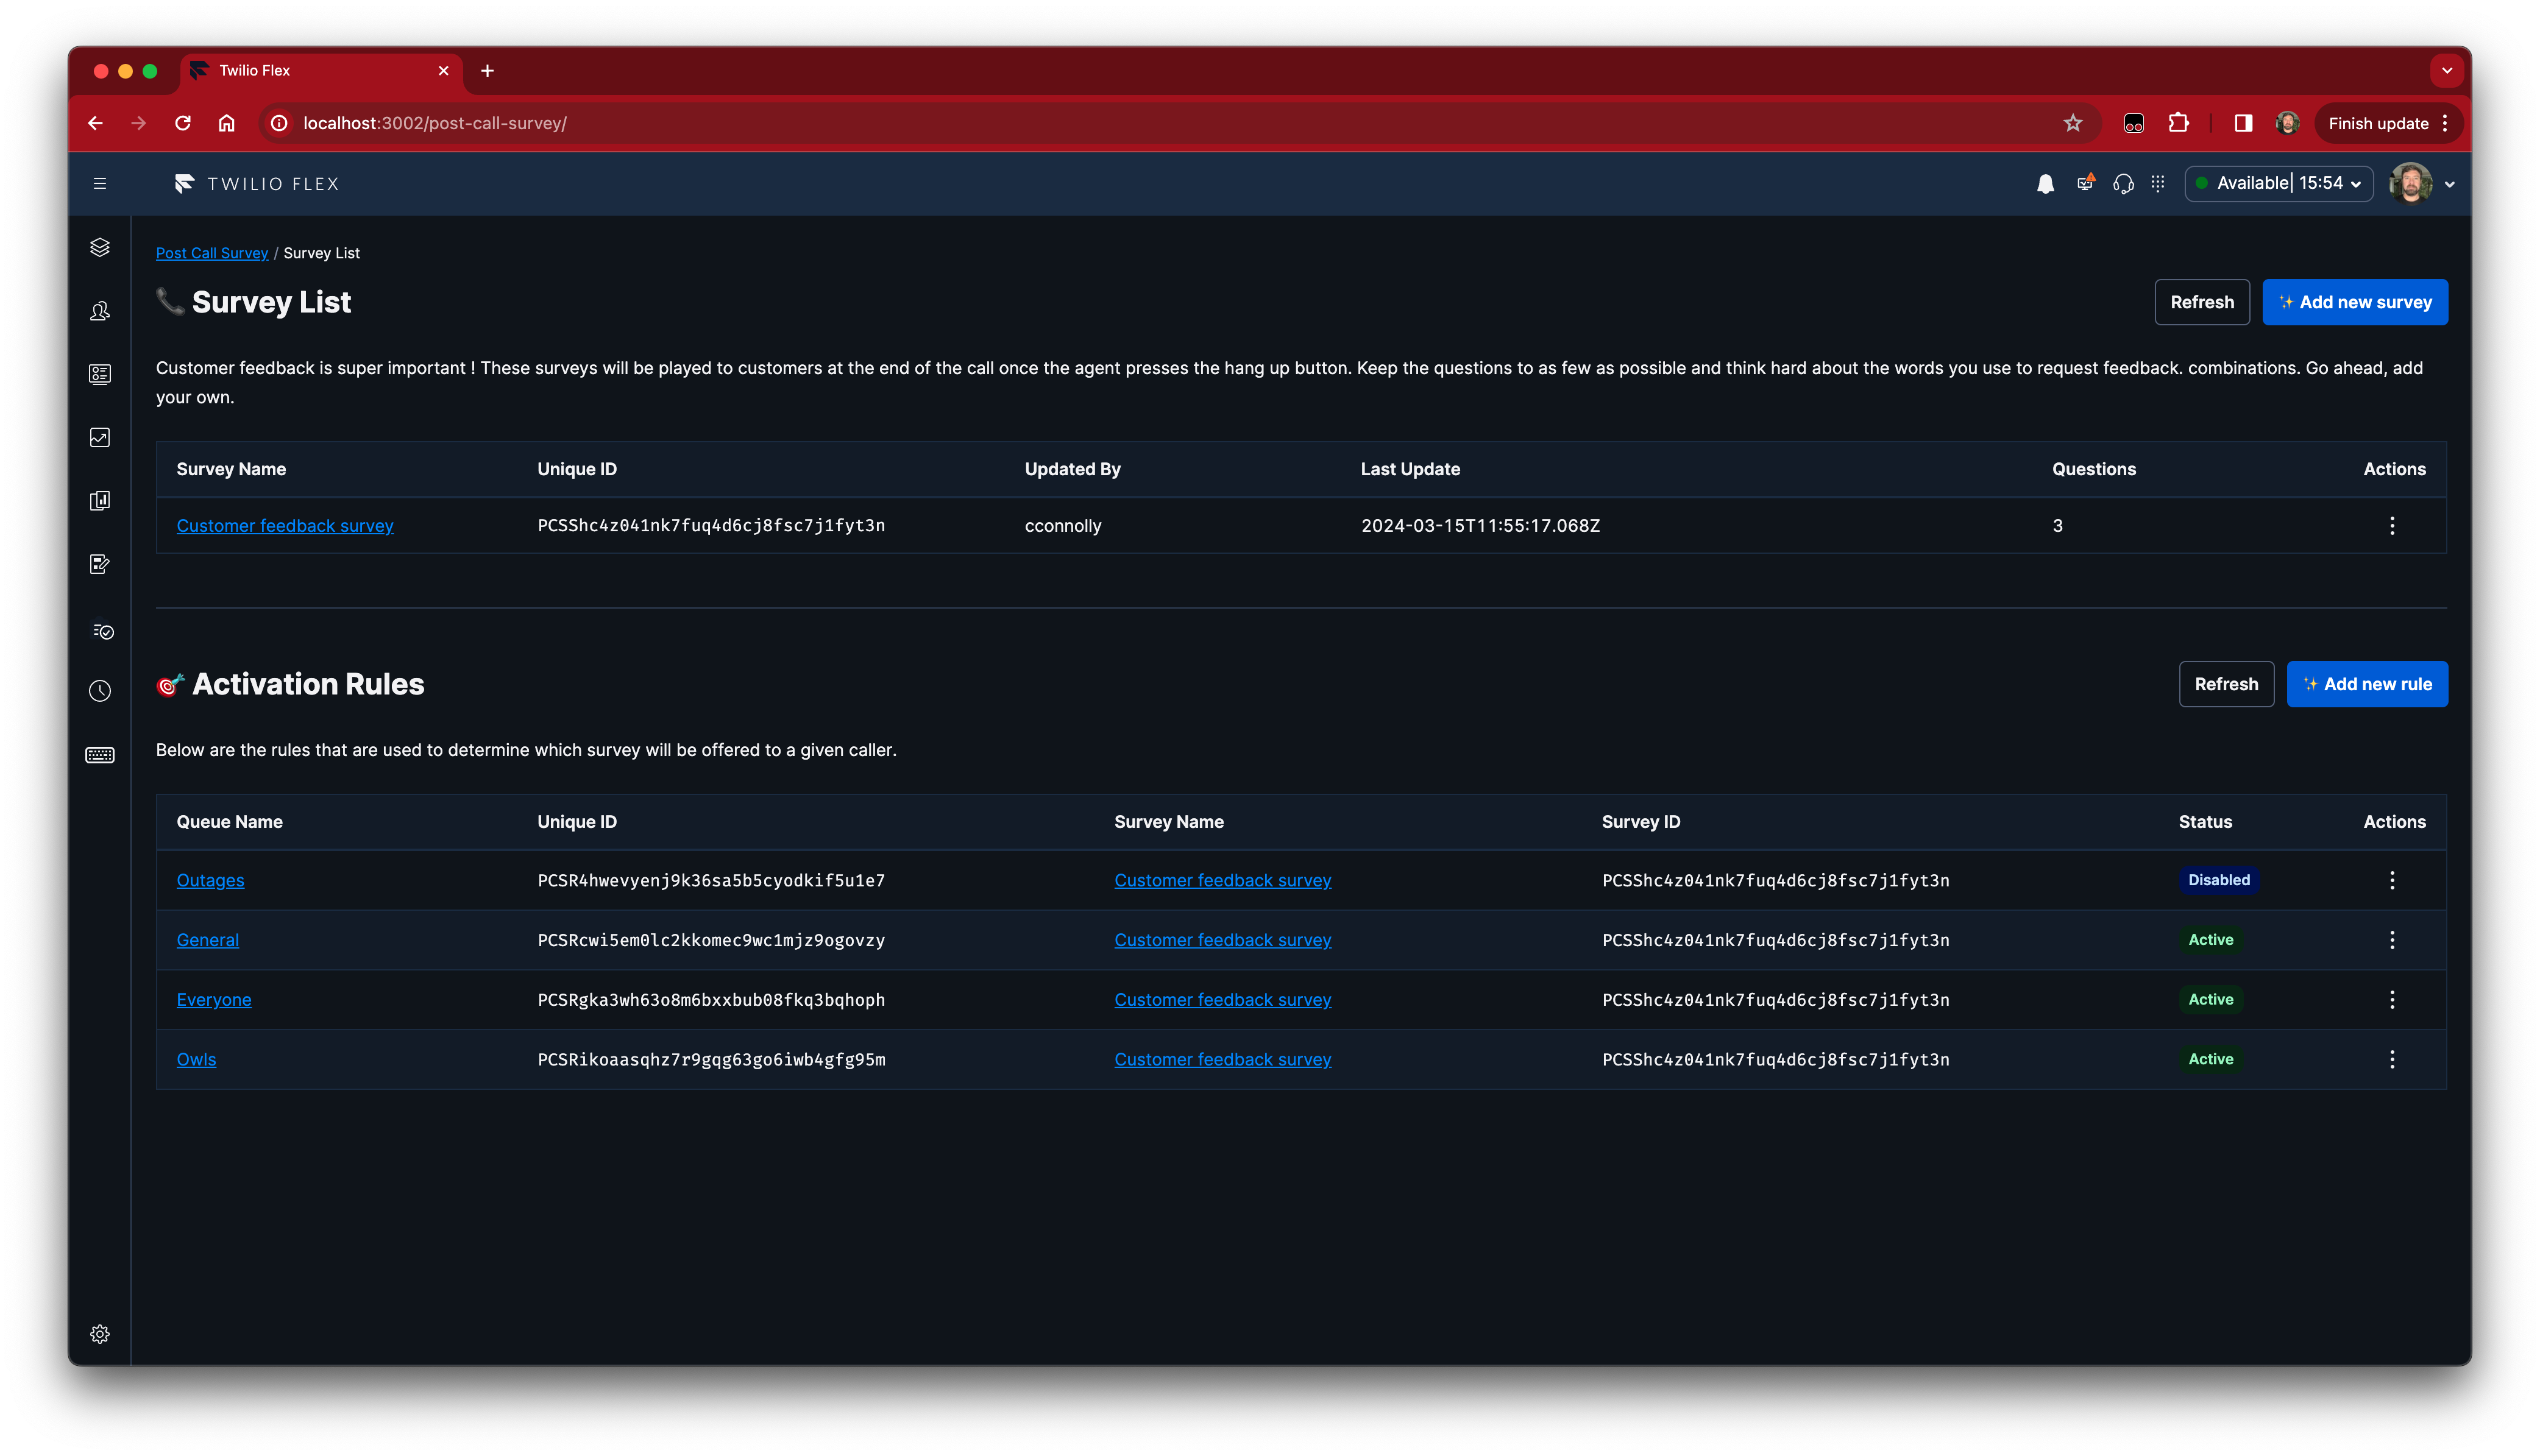 Twilio Flex
localhost:3002/post-call-survey/
Finish update
TWILIO FLEX
Available| 15:54
Post Call Survey / Survey List
Survey List
Refresh
Add new survey
Customer feedback is super important ! These surveys will be played to customers at the end of the call once the agent presses the hang up button. Keep the questions to as few as possible and think hard about the words you use to request feedback. combinations. Go ahead, add
your own.
Survey Name Unique ID Updated By Last Update Questions Actions
Customer feedback survey PCSShc4z041nk7fuq4d6cj8fsc7j1fyt3n cconnolly 2024-03-15T11:55:17.068Z 3
Activation Rules
Refresh
Add new rule
Below are the rules that are used to determine which survey will be offered to a given caller.
Queue Name Unique ID Survey Name Survey ID Status Actions
Outages PCSR4hwevyenj9k36sa5b5cyodkif5u1e7 Customer feedback survey PCSShc4z041nk7fuq4d6cj8fsc7j1fyt3n Disabled
General PCSRcwi5em0lc2kkomec9wc1mjz9ogovzy Customer feedback survey PCSShc4z041nk7fuq4d6cj8fsc7j1fyt3n Active
Everyone PCSRgka3wh63o8m6bxxbub08fkq3bqhoph Customer feedback survey PCSShc4z041nk7fuq4d6cj8fsc7j1fyt3n Active
Owls PCSRikoaasqhz7r9gqg63go6iwb4gfg95m Customer feedback survey PCSShc4z041nk7fuq4d6cj8fsc7j1fyt3n Active